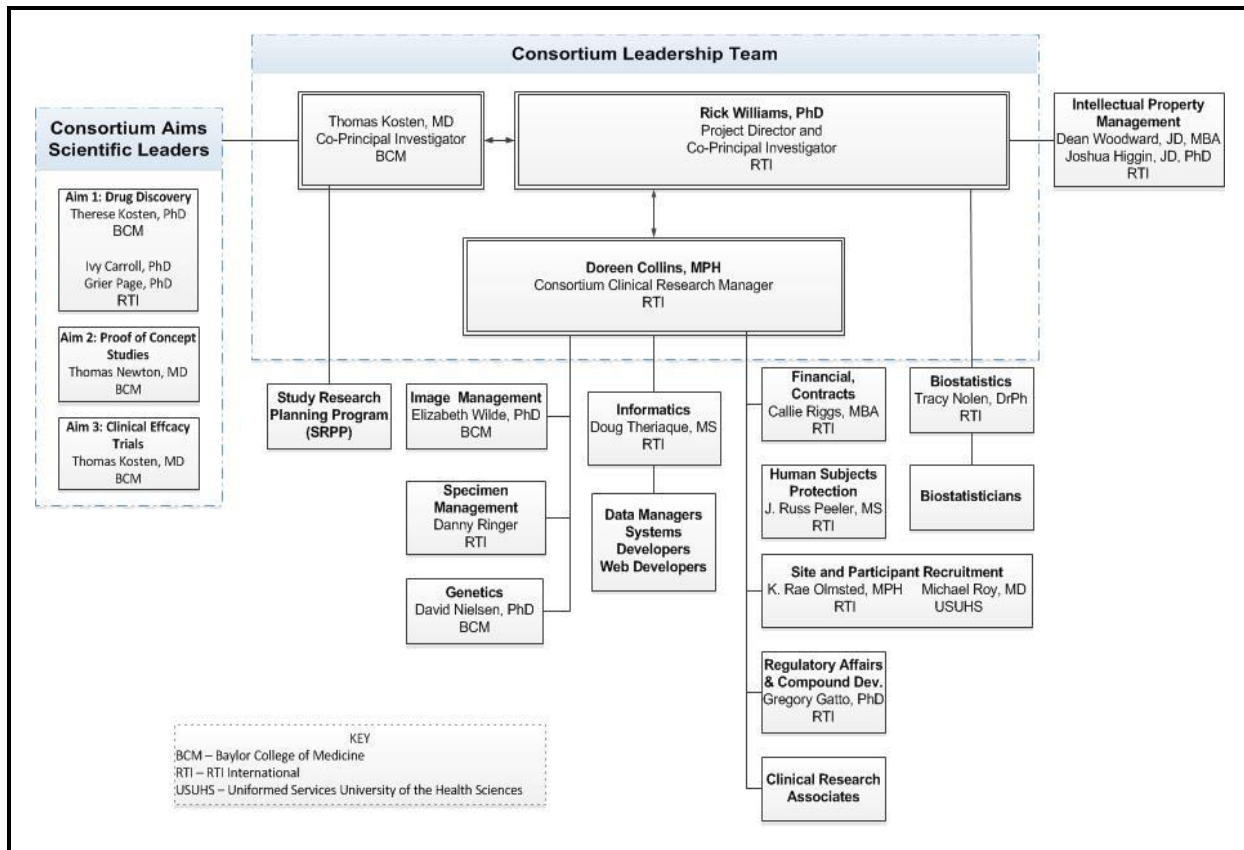 Consortium Leadership Team
Consortium Aims
Scientific Leaders
Thomas Kosten, MD
Co-Principal Investigator
BCM
Rick Williams, PhD
Project Director and
Co-Principal Investigator
RTI
Intellectual Property
Management
Dean Woodward, JD, MBA
Joshua Higgin, JD, PhD
RTI
Aim 1: Drug Discovery
Therese Kosten, PhD
BCM
Ivy Carroll, PhD
Grier Page, PhD
RTI
Aim 2: Proof of Concept
Studies
Thomas Newton, MD
BCM
Aim 3: Clinical Effcacy
Trials
Thomas Kosten, MD
BCM
Doreen Collins, MPH
Consortium Clinical Research Manager
RTI
Study Research
Planning Program
(SRPP)
Image Management
Elizabeth Wilde, PhD
BCM
Specimen
Management
Danny Ringer
RTI
Genetics
David Nielsen, PhD
BCM
Informatics
Doug Theriaque, MS
RTI
Data Managers
Systems
Developers
Web Developers
Financial,
Contracts
Callie Riggs, MBA
RTI
Human Subjects
Protection
J. Russ Peeler, MS
RTI
Site and Participant Recruitment
K. Rae Olmsted, MPH Michael Roy, MD
RTI USUHS
Regulatory Affairs
& Compound Dev.
Gregory Gatto, PhD
RTI
Clinical Research
Associates
Biostatistics
Tracy Nolen, DrPh
RTI
Biostatisticians
KEY
BCM – Baylor College of Medicine
RTI – RTI International
USUHS – Uniformed Services University of the Health Sciences